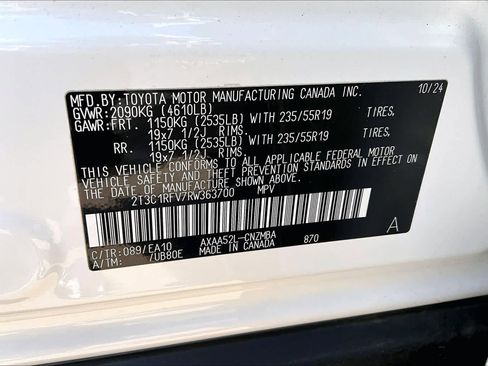 MFD.BY:TOYOTA MOTOR MANUFACTURING CANADA INC. 10/24
GVWR:2090KG (4610LB)
GAWR:FRT. 1150KG (2535LB) WITH 235/55R19 TIRES,
19x7 1/2J RIMS.
RR. 1150KG (2535LB) WITH 235/55R19 TIRES,
19x7 1/2J RIMS.
THIS VEHICLE CONFORMS TO ALL APPLICABLE FEDERAL MOTOR
VEHICLE SAFETY AND THEFT PREVENTION STANDARDS IN
EFFECT ON THE DATE OF MANUFACTURE SHOWN ABOVE.
2T3C1RFV7RW363700 MPV
C/TR:089/EA10 AXAA52L-CNZMBA 870 A
A/TM: /UB80E MADE IN CANADA